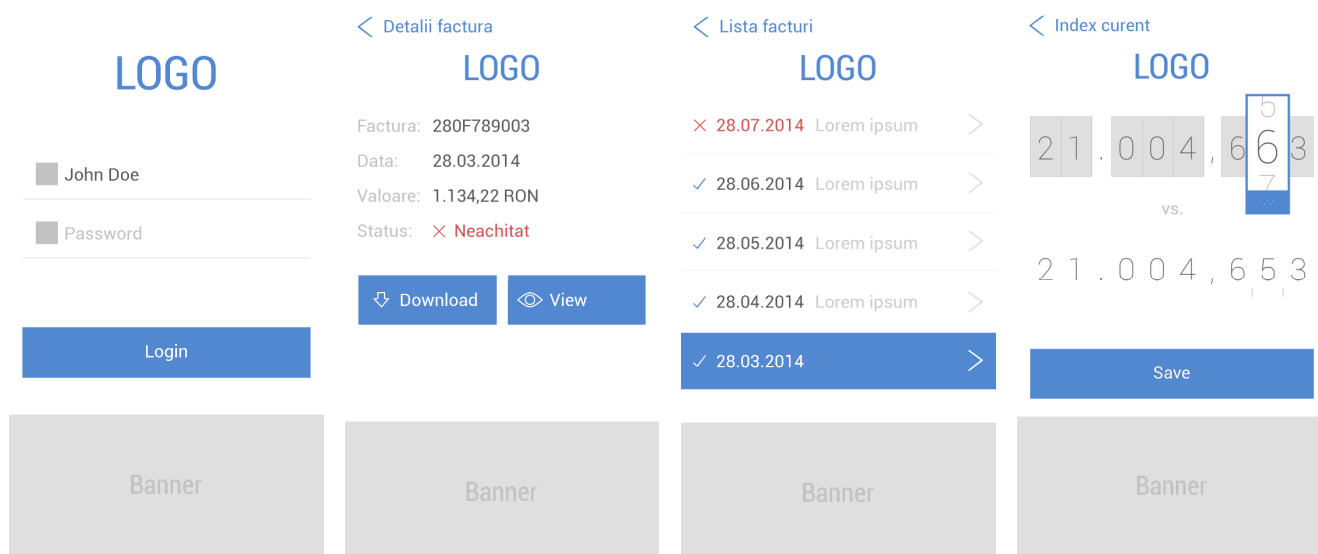 LOGO
John Doe
Password
Login
Banner
Detalii factura
LOGO
Factura: 280F789003
Data: 28.03.2014
Valoare: 1.134,22 RON
Status: Neachitat
Download
View
Banner
Lista facturi
LOGO
28.07.2014 Lorem ipsum
28.06.2014 Lorem ipsum
28.05.2014 Lorem ipsum
28.04.2014 Lorem ipsum
28.03.2014
Banner
Index curent
LOGO
5
21.004,663
7
vs.
21.004,653
Save
Banner